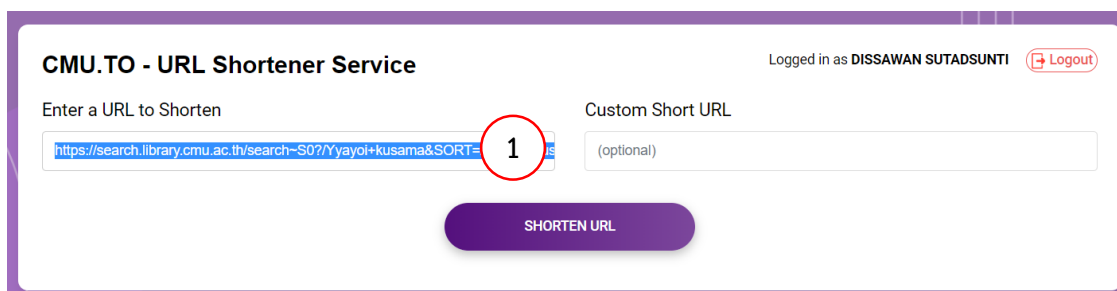 CMU.TO - URL Shortener Service
Logged in as DISSAWAN SUTADSUNTI Logout
Enter a URL to Shorten
Custom Short URL
https://search.library.cmu.ac.th/search~S0?/Yyayoi+kusama&SORT= 1 us
(optional)
SHORTEN URL